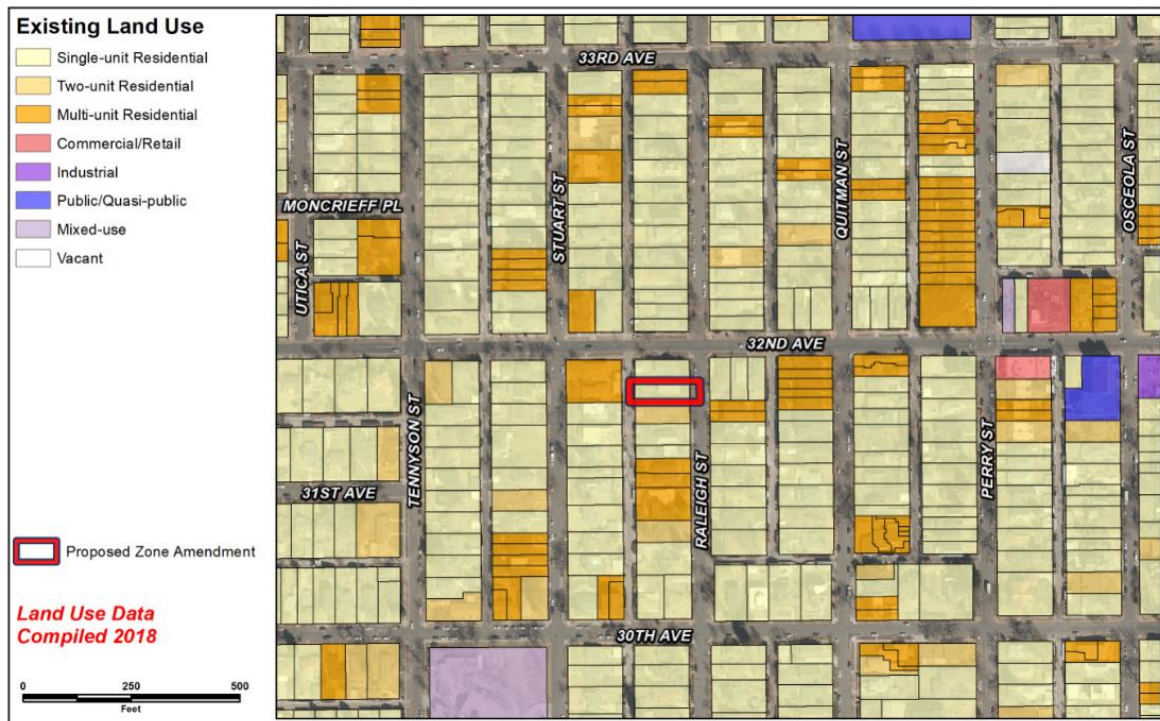 Existing Land Use
Single-unit Residential
Two-unit Residential
Multi-unit Residential
Commercial/Retail
Industrial
Public/Quasi-public
Mixed-use
Vacant
Proposed Zone Amendment
Land Use Data
Compiled 2018
0 250 500
Feet
33RD AVE
MONCRIEFF PL
UTICA ST
STUART ST
QUITMAN ST
OSCEOLA ST
32ND AVE
TENNYSON ST
31ST AVE
RALEIGH ST
PERRY ST
30TH AVE